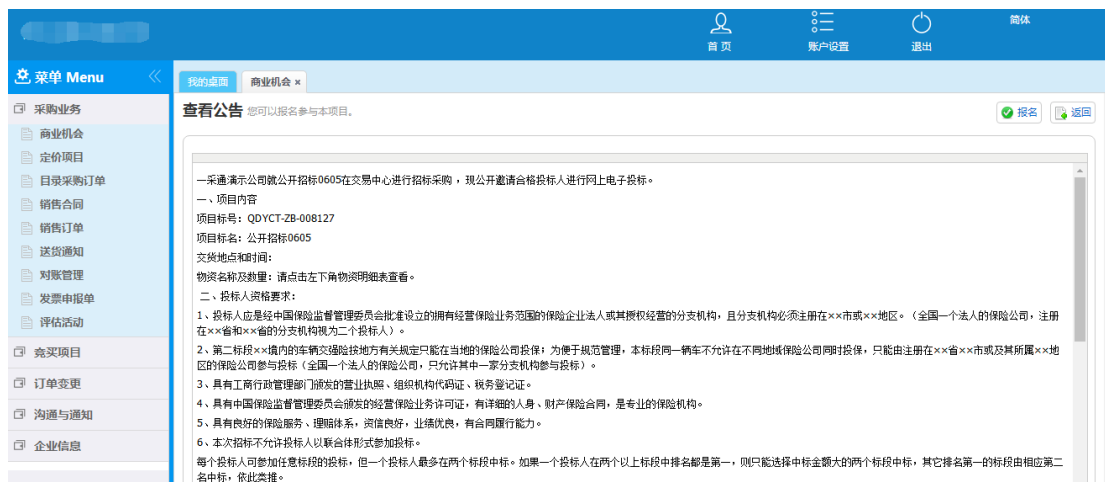 首 页
账户设置
退出
简体
菜单 Menu
我的桌面
商业机会 ×
采购业务
商业机会
定价项目
目录采购订单
销售合同
销售订单
送货通知
对账管理
发票申报单
评估活动
竞买项目
订单变更
沟通与通知
企业信息
查看公告 您可以报名参与本项目。
报名
返回
一采通演示公司就公开招标0605在交易中心进行招标采购，现公开邀请合格投标人进行网上电子投标。
一、项目内容
项目标号：QDYCT-ZB-008127
项目标名：公开招标0605
交货地点和时间：
物资名称及数量：请点击左下角物资明细表查看。
二、投标人资格要求：
1、投标人应是经中国保险监督管理委员会批准设立的拥有经营保险业务范围的保险企业法人或其授权经营的分支机构，且分支机构必须注册在××市或××地区。（全国一个法人的保险公司，注册
在××省和××省的分支机构视为二个投标人）。
2、第二标段××境内的车辆交强险按地方有关规定只能在当地的保险公司投保；为便于规范管理，本标段同一辆车不允许在不同地域保险公司同时投保，只能由注册在××省××市或及其所属××地
区的保险公司参与投标（全国一个法人的保险公司，只允许其中一家分支机构参与投标）。
3、具有工商行政管理部门颁发的营业执照、组织机构代码证、税务登记证。
4、具有中国保险监督管理委员会颁发的经营保险业务许可证，有详细的人身、财产保险合同，是专业的保险机构。
5、具有良好的保险服务、理赔体系，资信良好，业绩优良，有合同履行能力。
6、本次招标不允许投标人以联合体形式参加投标。
每个投标人可参加任意标段的投标，但一个投标人最多在两个标段中标。如果一个投标人在两个以上标段中排名都是第一，则只能选择中标金额大的两个标段中标，其它排名第一的标段由相应第二
名中标，依此类推。